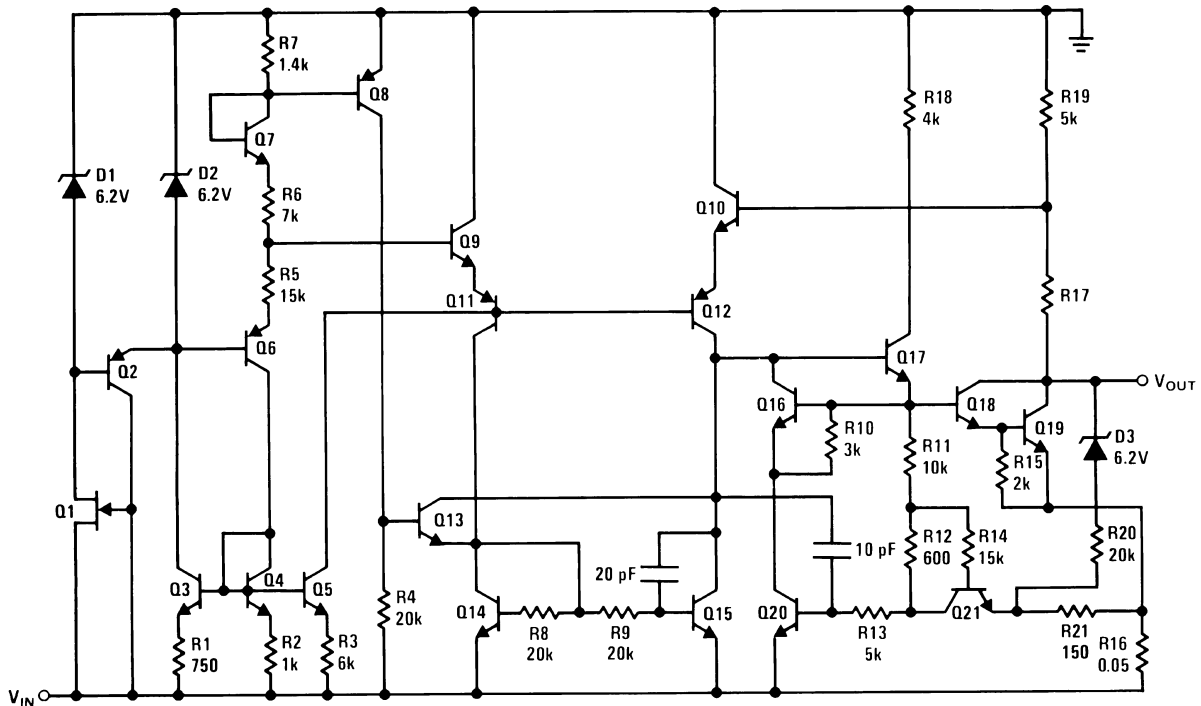 R7
1.4k
Q8
R18
4k
R19
5k
Q7
D1
6.2V
D2
6.2V
R6
7k
Q10
Q9
R5
15k
Q11
Q12
R17
Q6
Q2
Q17
VOUT
Q16
Q18
Q19
D3
6.2V
R10
3k
R11
10k
R15
2k
Q1
Q13
10 pF
R12
600
R14
15k
R20
20k
20 pF
Q3
Q4
Q5
R4
20k
Q14
Q15
Q20
Q21
R8
20k
R9
20k
R13
5k
R21
150
R16
0.05
R1
750
R2
1k
R3
6k
VIN